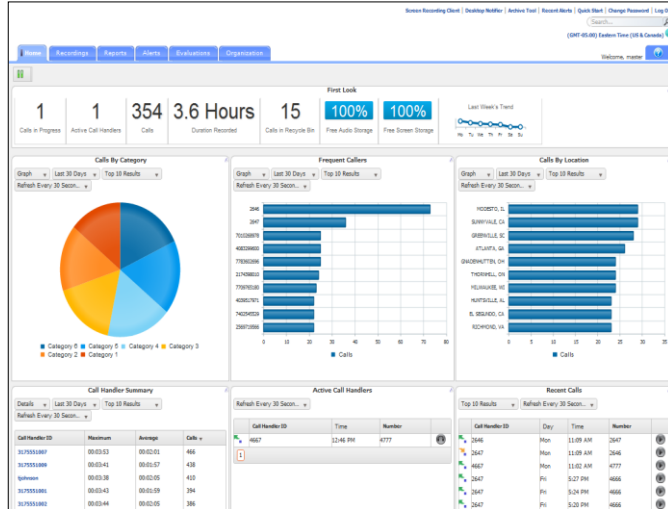 Screen Recording Client | Desktop Notifier | Archive Tool | Recent Alerts | Quick Start | Change Password | Log O
Search...
(GMT-05:00) Eastern Time (US & Canada)
Home Recordings Reports Alerts Evaluations Organization
Welcome, master
First Look
1 1 354 3.6 Hours 15 100% 100% Last Week's Trend
Calls in Progress Active Call Handlers Calls Duration Recorded Calls in Recycle Bin Free Audio Storage Free Screen Storage Mo Tu We Th Fr Sa Su
Calls By Category
Graph Last 30 Days Top 10 Results
Refresh Every 30 Secon...
Category 6 Category 5 Category 4 Category 3
Category 2 Category 1
Frequent Callers
Graph Last 30 Days Top 10 Results
Refresh Every 30 Secon...
2646
2647
2174398010
7709765180
0 10 20 30 40 50 60 70 80
Calls
Calls By Location
Graph Last 30 Days Top 10 Results
Refresh Every 30 Secon...
MODESTO, IL
SUNNYVALE, CA
GREENVILLE, SC
ATLANTA, GA
GNADENHUTTEN, OH
THORNHILL, ON
MILWAUKEE, WI
HUNTSVILLE, AL
EL SEGUNDO, CA
RICHMOND, VA
0 5 10 15 20 25 30 35
Calls
Call Handler Summary
Details Last 30 Days Top 10 Results
Refresh Every 30 Secon...
Call Handler ID Maximum Average Calls
3175551007 00:03:53 00:02:01 466
00:03:41 00:01:57 438
tjohnson 00:03:38 00:02:05 410
3175551001 00:03:43 00:01:59 394
3175551002 00:03:44 00:02:05 386
Active Call Handlers
Refresh Every 30 Secon...
Call Handler ID Time Number
4667 12:46 PM 4777
1
Recent Calls
Top 10 Results Refresh Every 30 Secon...
Call Handler ID Day Time Number
2646 Mon 11:09 AM 2647
2647 Mon 11:09 AM 2646
4667 Mon 11:02 AM 4777
2647 Fri 5:27 PM 4666
2647 Fri 5:24 PM 4666
2647 Fri 5:20 PM 4666